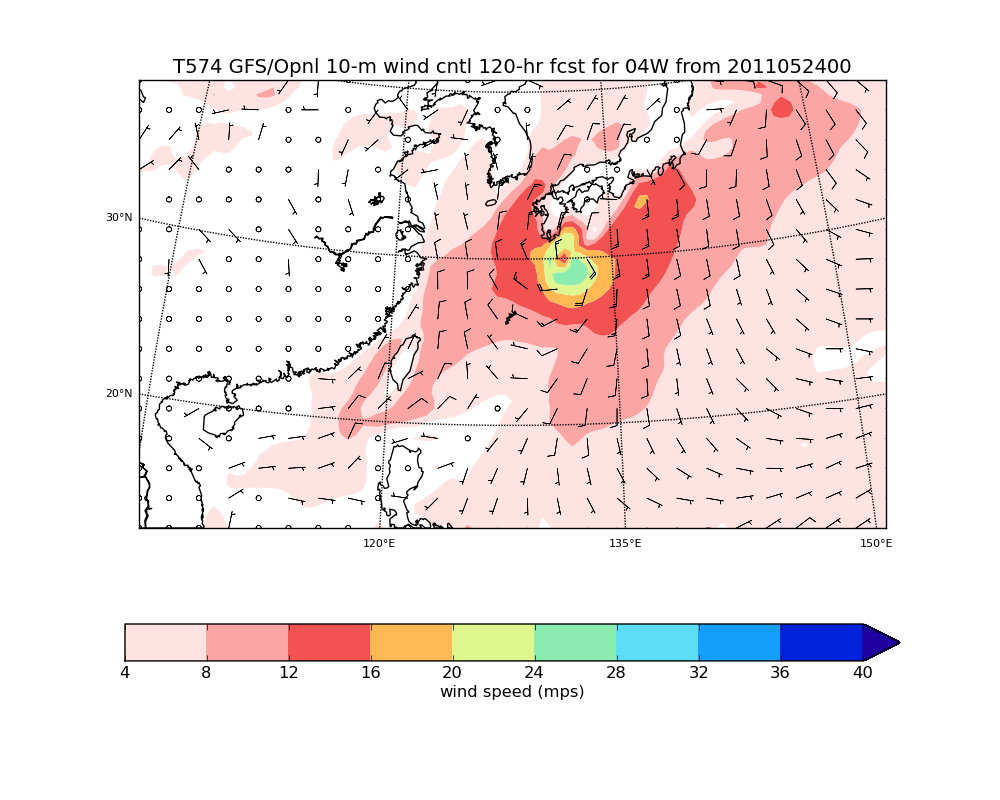 T574 GFS/Opnl 10-m wind cntl 120-hr fcst for 04W from 2011052400
30°N
20°N
120°E 135°E 150°E
4 8 12 16 20 24 28 32 36 40
wind speed (mps)